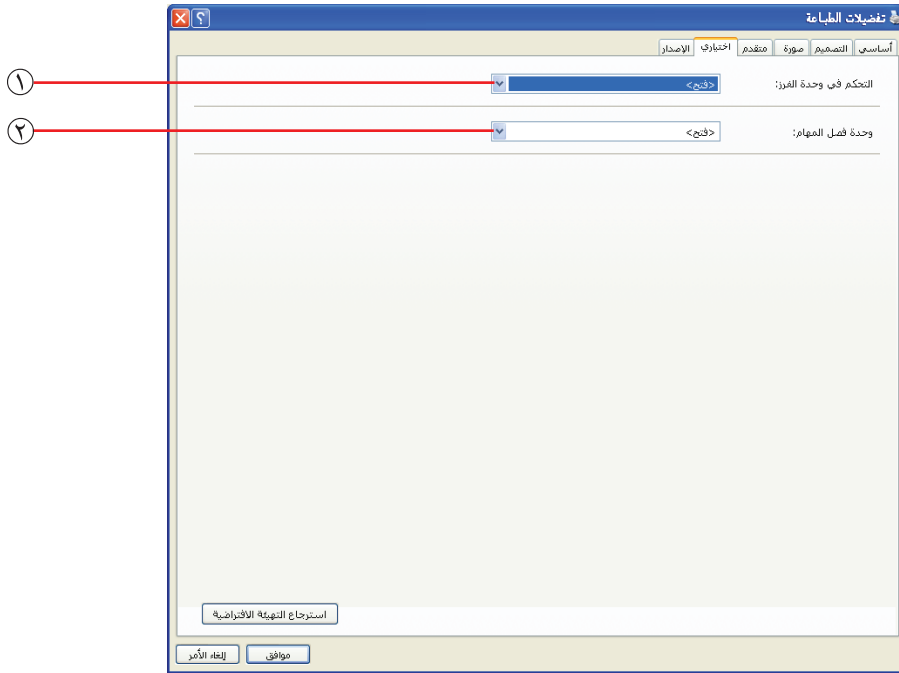 تفضيلات الطباعة
أساسي التصميم صورة متقدم اختياري الإصدار
١ التحكم في وحدة الفرز: <فتح>
٢ وحدة فصل المهام: <فتح>
استرجاع التهيئة الافتراضية
موافق إلغاء الأمر